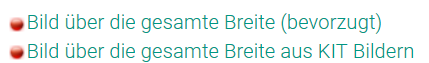 Bild über die gesamte Breite (bevorzugt)
Bild über die gesamte Breite aus KIT Bildern